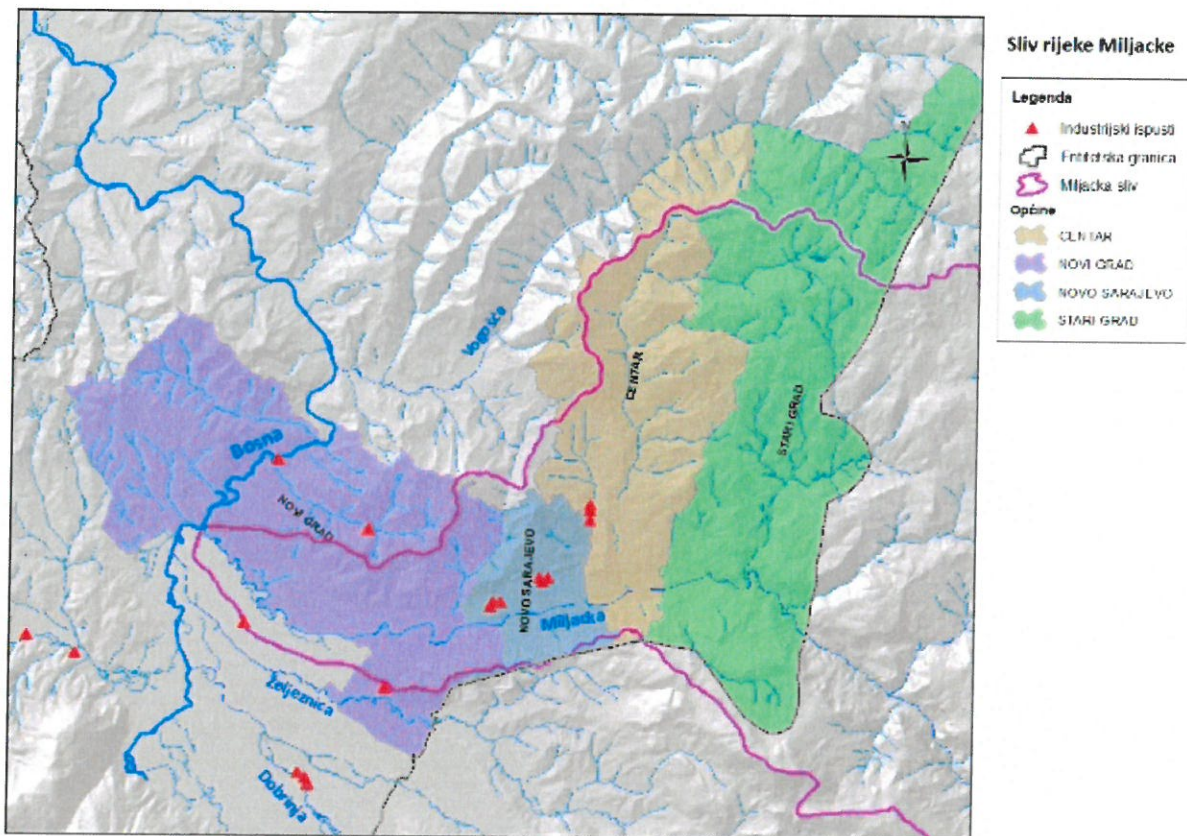 Sliv rijeke Miljacke
Legenda
Industrijski ispusti
Entitetska granica
Miljacka sliv
Općine
CENTAR
NOVI GRAD
NOVO SARAJEVO
STARI GRAD
Vogošća
CENTAR
STARI GRAD
Bosna
NOVI GRAD
NOVO SARAJEVO
Miljacka
Željeznica
Dobrinja